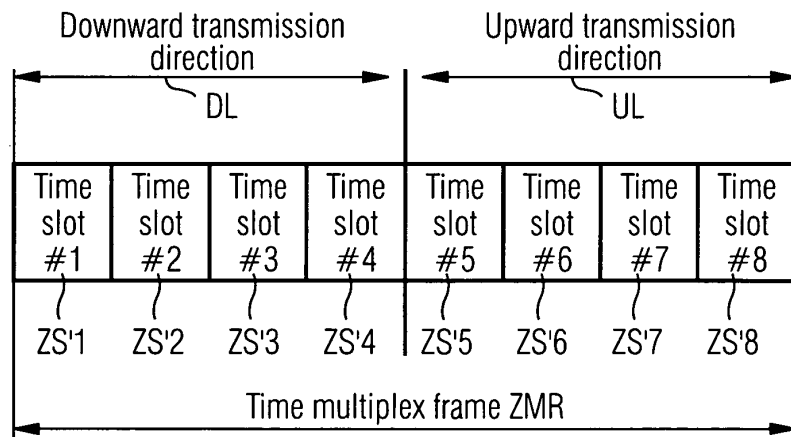 Downward transmission
direction
DL
Upward transmission
direction
UL
Time
slot
#1
Time
slot
#2
Time
slot
#3
Time
slot
#4
Time
slot
#5
Time
slot
#6
Time
slot
#7
Time
slot
#8
ZS'1
ZS'2
ZS'3
ZS'4
ZS'5
ZS'6
ZS'7
ZS'8
Time multiplex frame ZMR